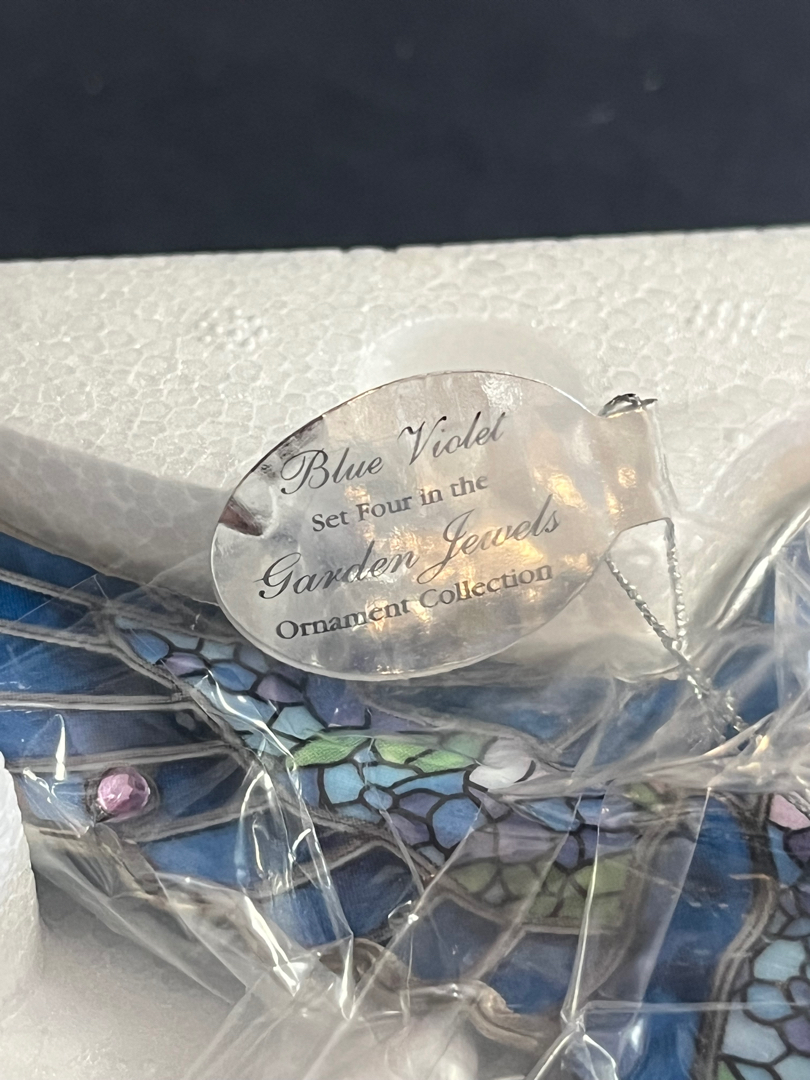 Blue Violet
Set Four in the
Garden Jewels
Ornament Collection